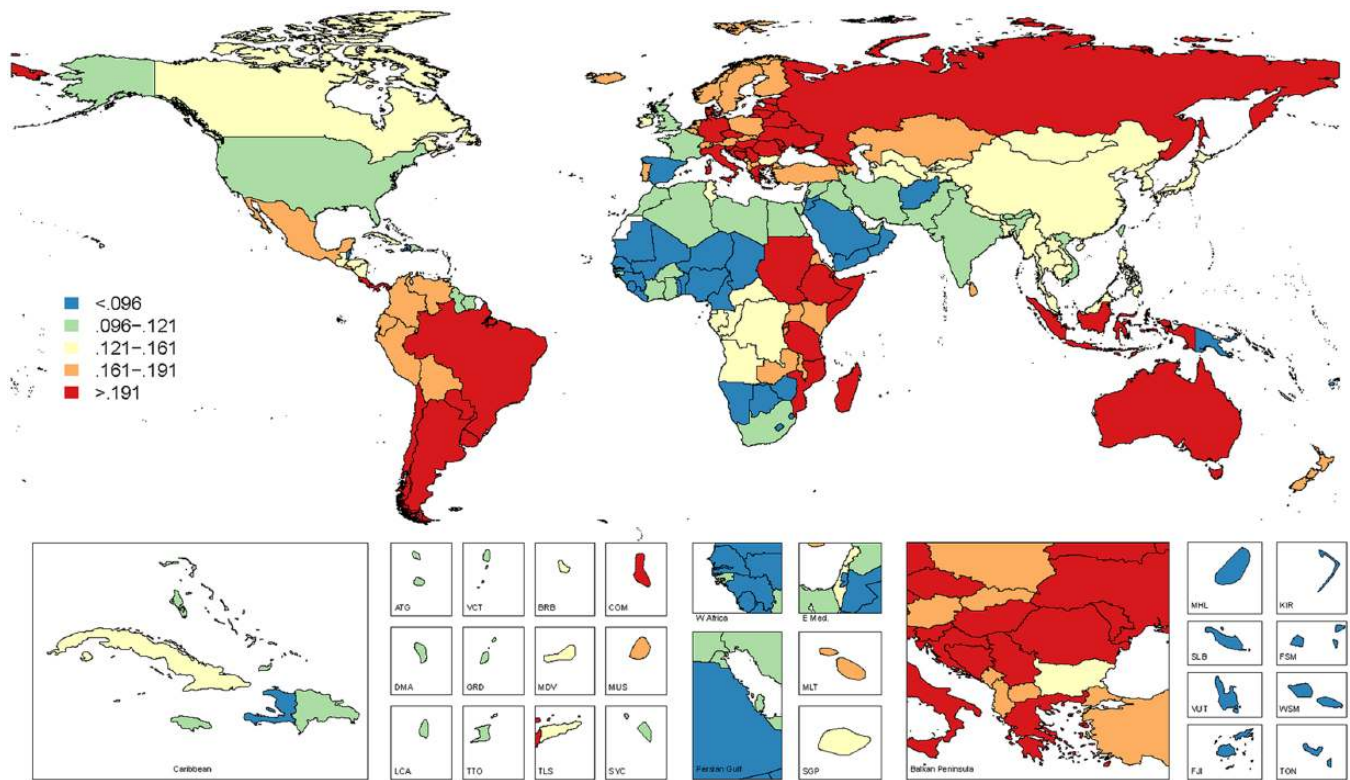 <.096
.096–.121
.121–.161
.161–.191
>.191
ATG
VCT
BRB
COM
W Africa
E Med.
MHL
KIR
DMA
GRD
MDV
MUS
MLT
SLB
FSM
Caribbean
LCA
TTO
TLS
SYC
Persian Gulf
SGP
Balkan Peninsula
VUT
WSM
FJI
TON